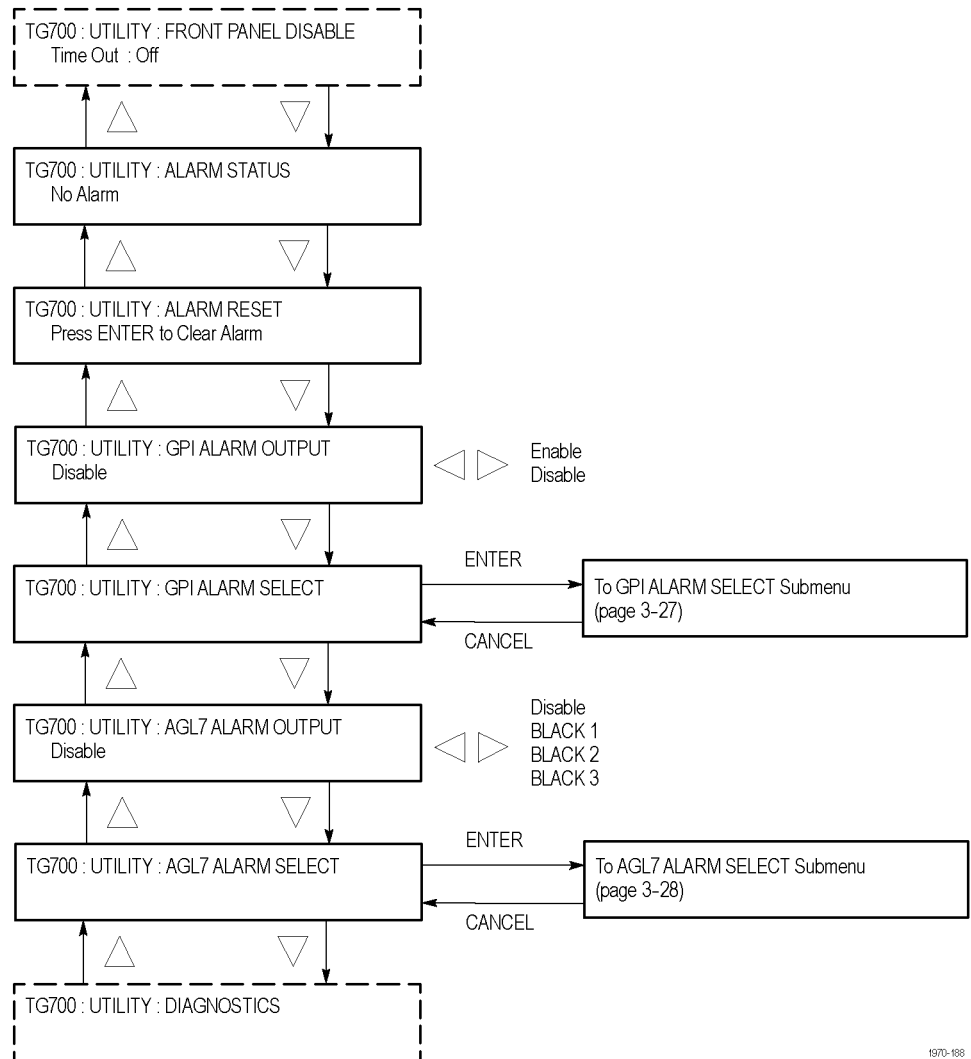 TG700 : UTILITY : FRONT PANEL DISABLE
Time Out : Off
TG700 : UTILITY : ALARM STATUS
No Alarm
TG700 : UTILITY : ALARM RESET
Press ENTER to Clear Alarm
TG700 : UTILITY : GPI ALARM OUTPUT
Disable
Enable
Disable
TG700 : UTILITY : GPI ALARM SELECT
ENTER
CANCEL
To GPI ALARM SELECT Submenu
(page 3-27)
TG700 : UTILITY : AGL7 ALARM OUTPUT
Disable
Disable
BLACK 1
BLACK 2
BLACK 3
TG700 : UTILITY : AGL7 ALARM SELECT
ENTER
CANCEL
To AGL7 ALARM SELECT Submenu
(page 3-28)
TG700 : UTILITY : DIAGNOSTICS
1970-188